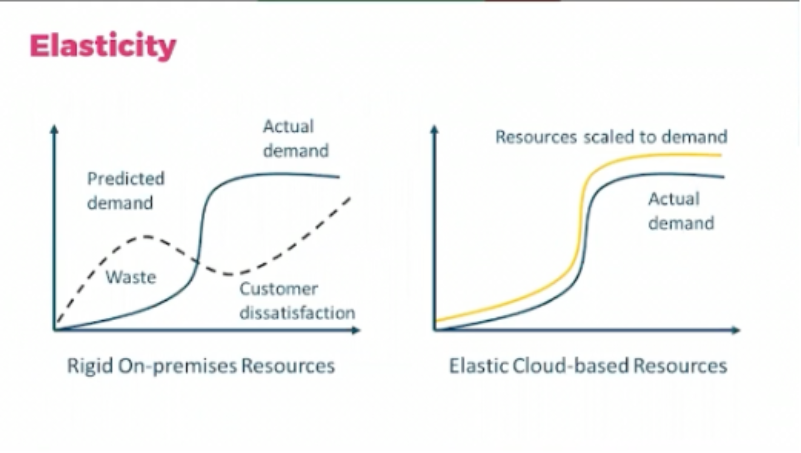 Elasticity
Actual
demand
Predicted
demand
Waste
Customer
dissatisfaction
Rigid On-premises Resources
Resources scaled to demand
Actual
demand
Elastic Cloud-based Resources